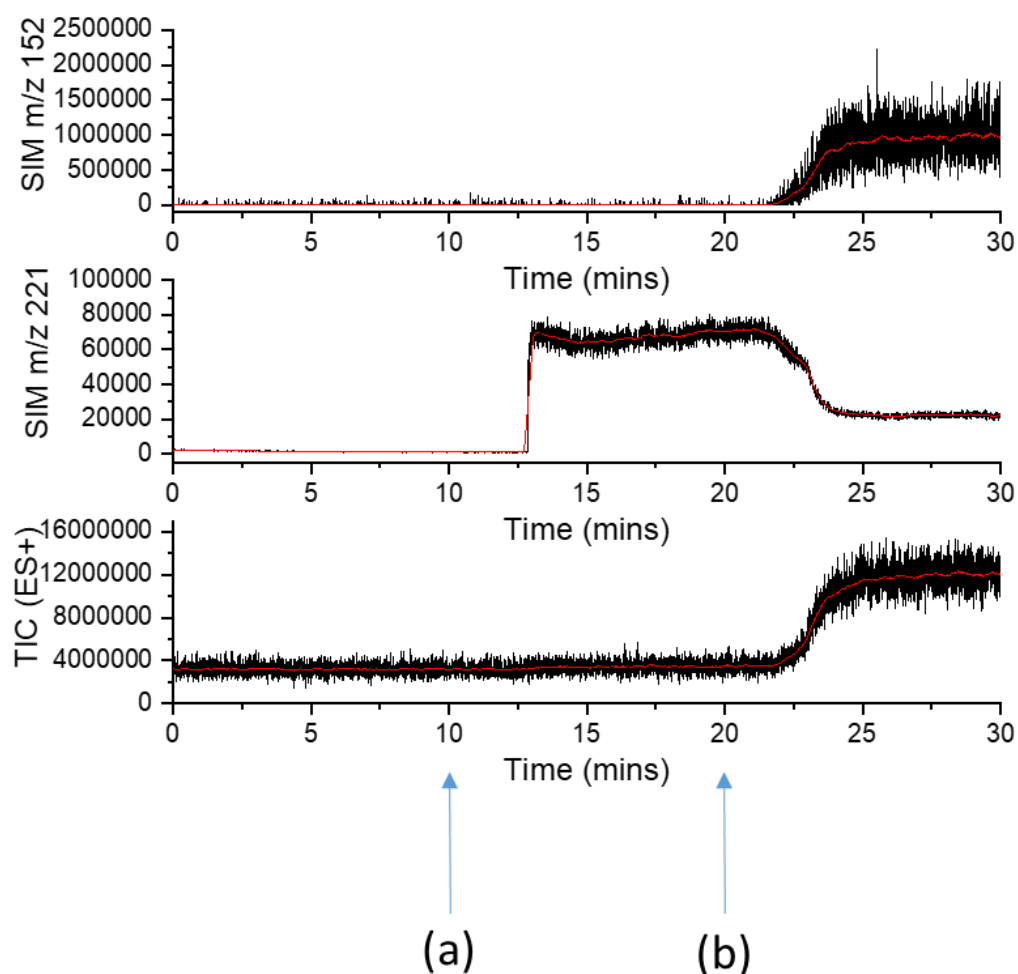 SIM m/z 152
2500000
2000000
1500000
1000000
500000
0
0 5 10 15 20 25 30
Time (mins)
SIM m/z 221
100000
80000
60000
40000
20000
0
0 5 10 15 20 25 30
Time (mins)
TIC (ES+)
16000000
12000000
8000000
4000000
0
0 5 10 15 20 25 30
Time (mins)
(a) (b)